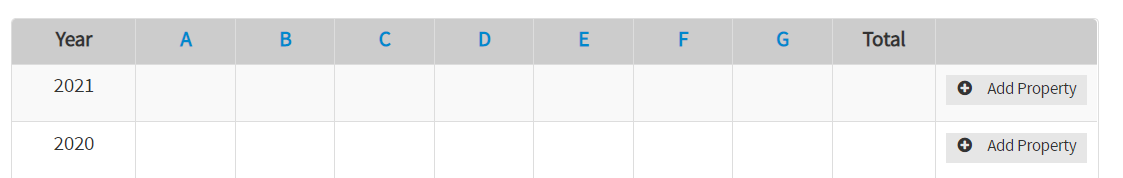 Year A B C D E F G Total
2021 Add Property
2020 Add Property